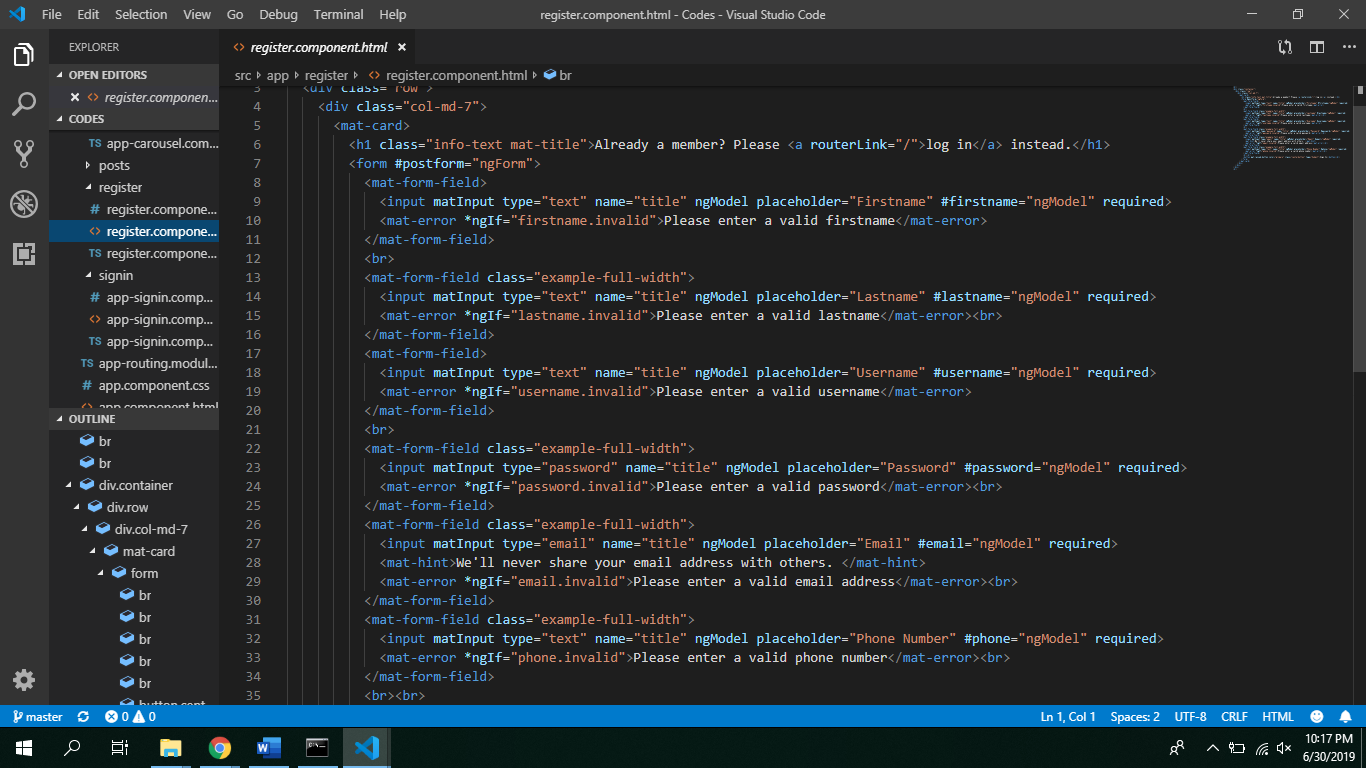 File Edit Selection View Go Debug Terminal Help
register.component.html - Codes - Visual Studio Code
EXPLORER
OPEN EDITORS
register.componen...
CODES
TS app-carousel.com...
posts
register
# register.compone...
<> register.compone...
TS register.compone...
signin
# app-signin.comp...
<> app-signin.comp...
TS app-signin.comp...
TS app-routing.modul...
# app.component.css
<> app.component.html
OUTLINE
br
br
div.container
div.row
div.col-md-7
mat-card
form
br
br
br
br
br
button.cent
<> register.component.html
src app register <> register.component.html br
3 <div class="row">
4 <div class="col-md-7">
5 <mat-card>
6 <h1 class="info-text mat-title">Already a member? Please <a routerLink="/">log in</a> instead.</h1>
7 <form #postform="ngForm">
8 <mat-form-field>
9 <input matInput type="text" name="title" ngModel placeholder="Firstname" #firstname="ngModel" required>
10 <mat-error *ngIf="firstname.invalid">Please enter a valid firstname</mat-error>
11 </mat-form-field>
12 <br>
13 <mat-form-field class="example-full-width">
14 <input matInput type="text" name="title" ngModel placeholder="Lastname" #lastname="ngModel" required>
15 <mat-error *ngIf="lastname.invalid">Please enter a valid lastname</mat-error><br>
16 </mat-form-field>
17 <mat-form-field>
18 <input matInput type="text" name="title" ngModel placeholder="Username" #username="ngModel" required>
19 <mat-error *ngIf="username.invalid">Please enter a valid username</mat-error>
20 </mat-form-field>
21 <br>
22 <mat-form-field class="example-full-width">
23 <input matInput type="password" name="title" ngModel placeholder="Password" #password="ngModel" required>
24 <mat-error *ngIf="password.invalid">Please enter a valid password</mat-error><br>
25 </mat-form-field>
26 <mat-form-field class="example-full-width">
27 <input matInput type="email" name="title" ngModel placeholder="Email" #email="ngModel" required>
28 <mat-hint>We'll never share your email address with others. </mat-hint>
29 <mat-error *ngIf="email.invalid">Please enter a valid email address</mat-error><br>
30 </mat-form-field>
31 <mat-form-field class="example-full-width">
32 <input matInput type="text" name="title" ngModel placeholder="Phone Number" #phone="ngModel" required>
33 <mat-error *ngIf="phone.invalid">Please enter a valid phone number</mat-error><br>
34 </mat-form-field>
35 <br><br>
master 0 0
Ln 1, Col 1 Spaces: 2 UTF-8 CRLF HTML
10:17 PM
6/30/2019